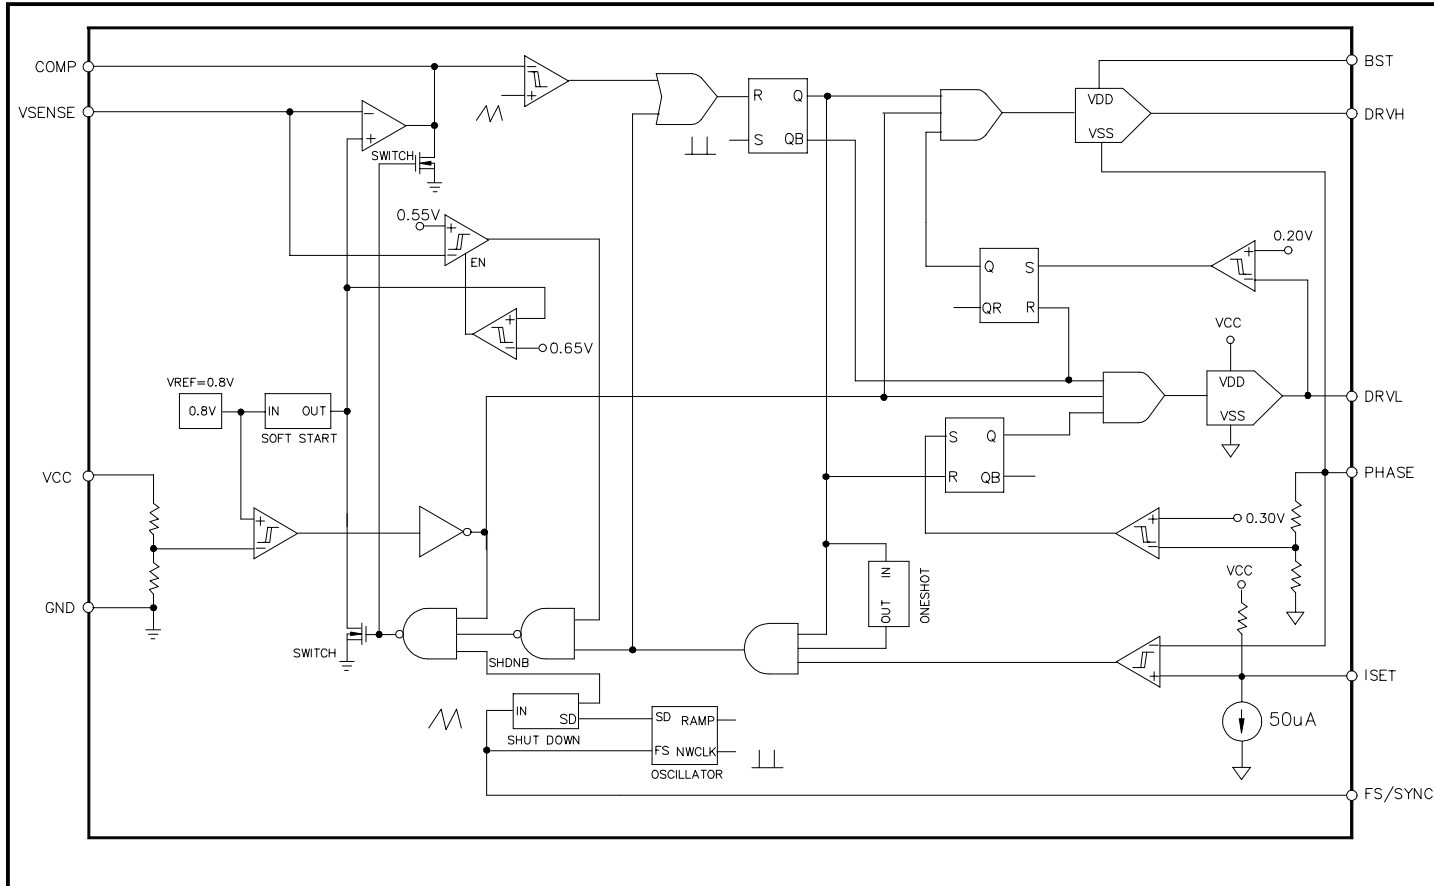 COMP
VSENSE
SWITCH
R
Q
S
QB
VDD
VSS
BST
DRVH
0.55V
EN
0.65V
0.20V
Q
S
QR
R
VCC
VREF=0.8V
0.8V
IN
OUT
SOFT START
VDD
VSS
DRVL
S
Q
R
QB
VCC
PHASE
0.30V
IN
OUT
ONESHOT
VCC
GND
SWITCH
SHDNB
ISET
IN
SD
SHUT DOWN
SD
RAMP
FS
NWCLK
OSCILLATOR
50uA
FS/SYNC